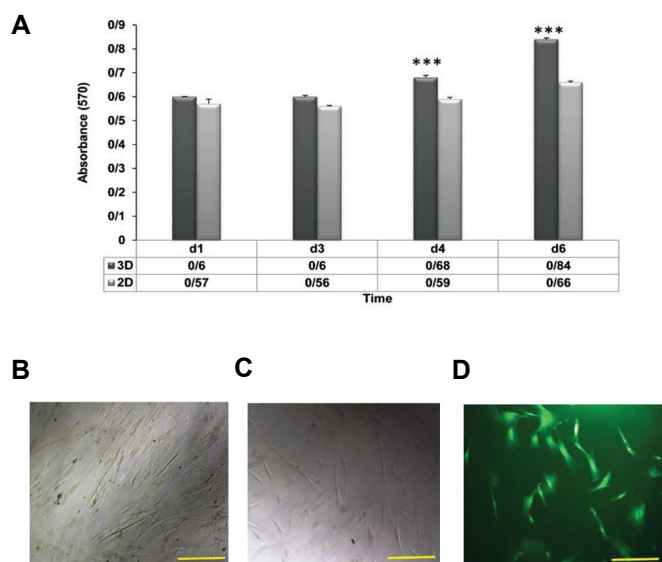 A
0/9
0/8
0/7
0/6
0/5
0/4
0/3
0/2
0/1
0
Absorbance (570)
***
***
d1 d3 d4 d6
3D 0/6 0/6 0/68 0/84
2D 0/57 0/56 0/59 0/66
Time
B C D